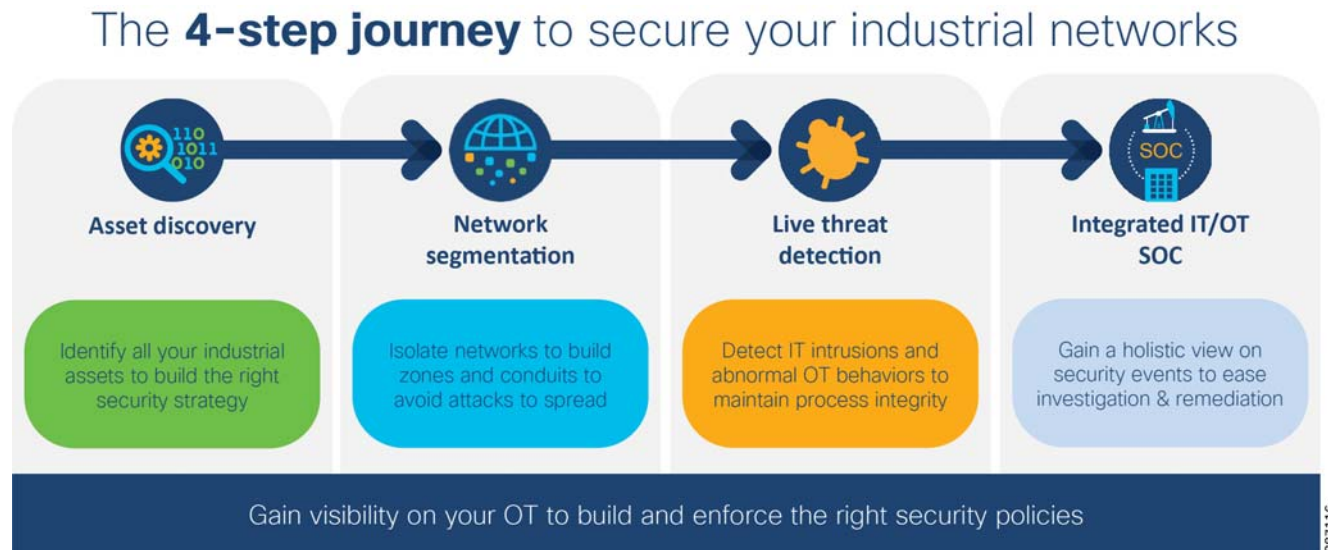 The 4-step journey to secure your industrial networks
110
1011
010
SOC
Asset discovery
Network
segmentation
Live threat
detection
Integrated IT/OT
SOC
Identify all your industrial
assets to build the right
security strategy
Isolate networks to build
zones and conduits to
avoid attacks to spread
Detect IT intrusions and
abnormal OT behaviors to
maintain process integrity
Gain a holistic view on
security events to ease
investigation & remediation
Gain visibility on your OT to build and enforce the right security policies